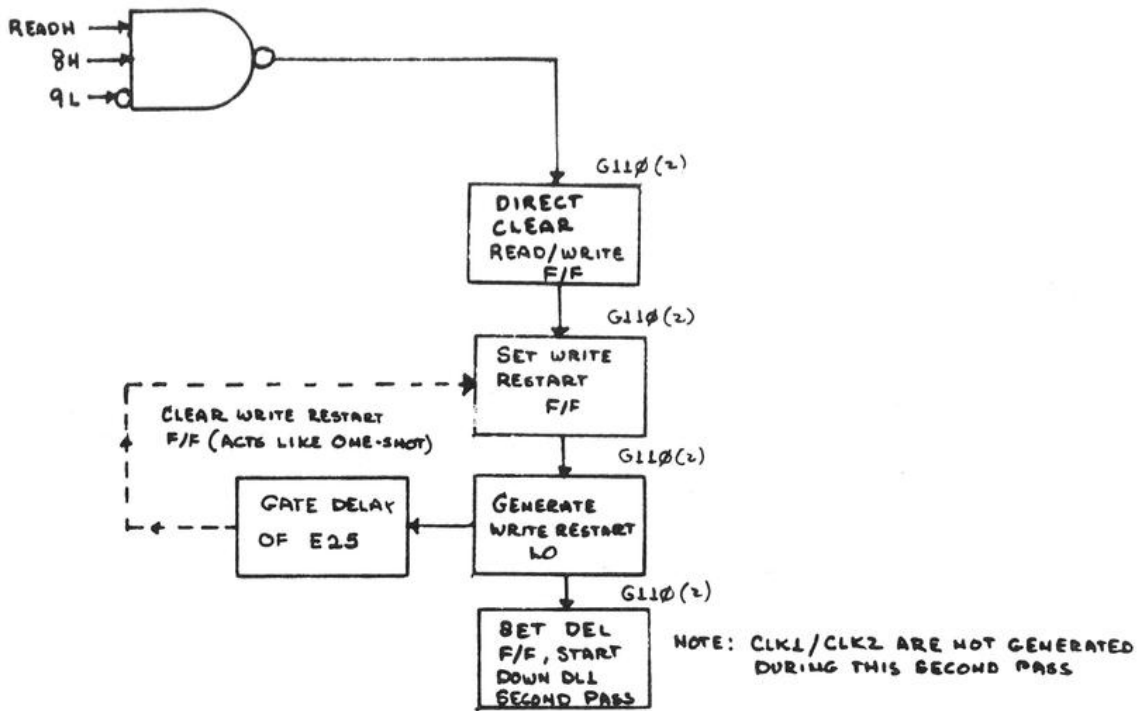 READH
8H
9L
G11Ø(2)
DIRECT
CLEAR
READ/WRITE
F/F
G11Ø(2)
SET WRITE
RESTART
F/F
CLEAR WRITE RESTART
F/F (ACTS LIKE ONE-SHOT)
G11Ø(2)
GATE DELAY
OF E25
GENERATE
WRITE RESTART
LO
G11Ø(2)
SET DEL
F/F, START
DOWN DL1
SECOND PASS
NOTE: CLK1/CLK2 ARE NOT GENERATED
DURING THIS SECOND PASS